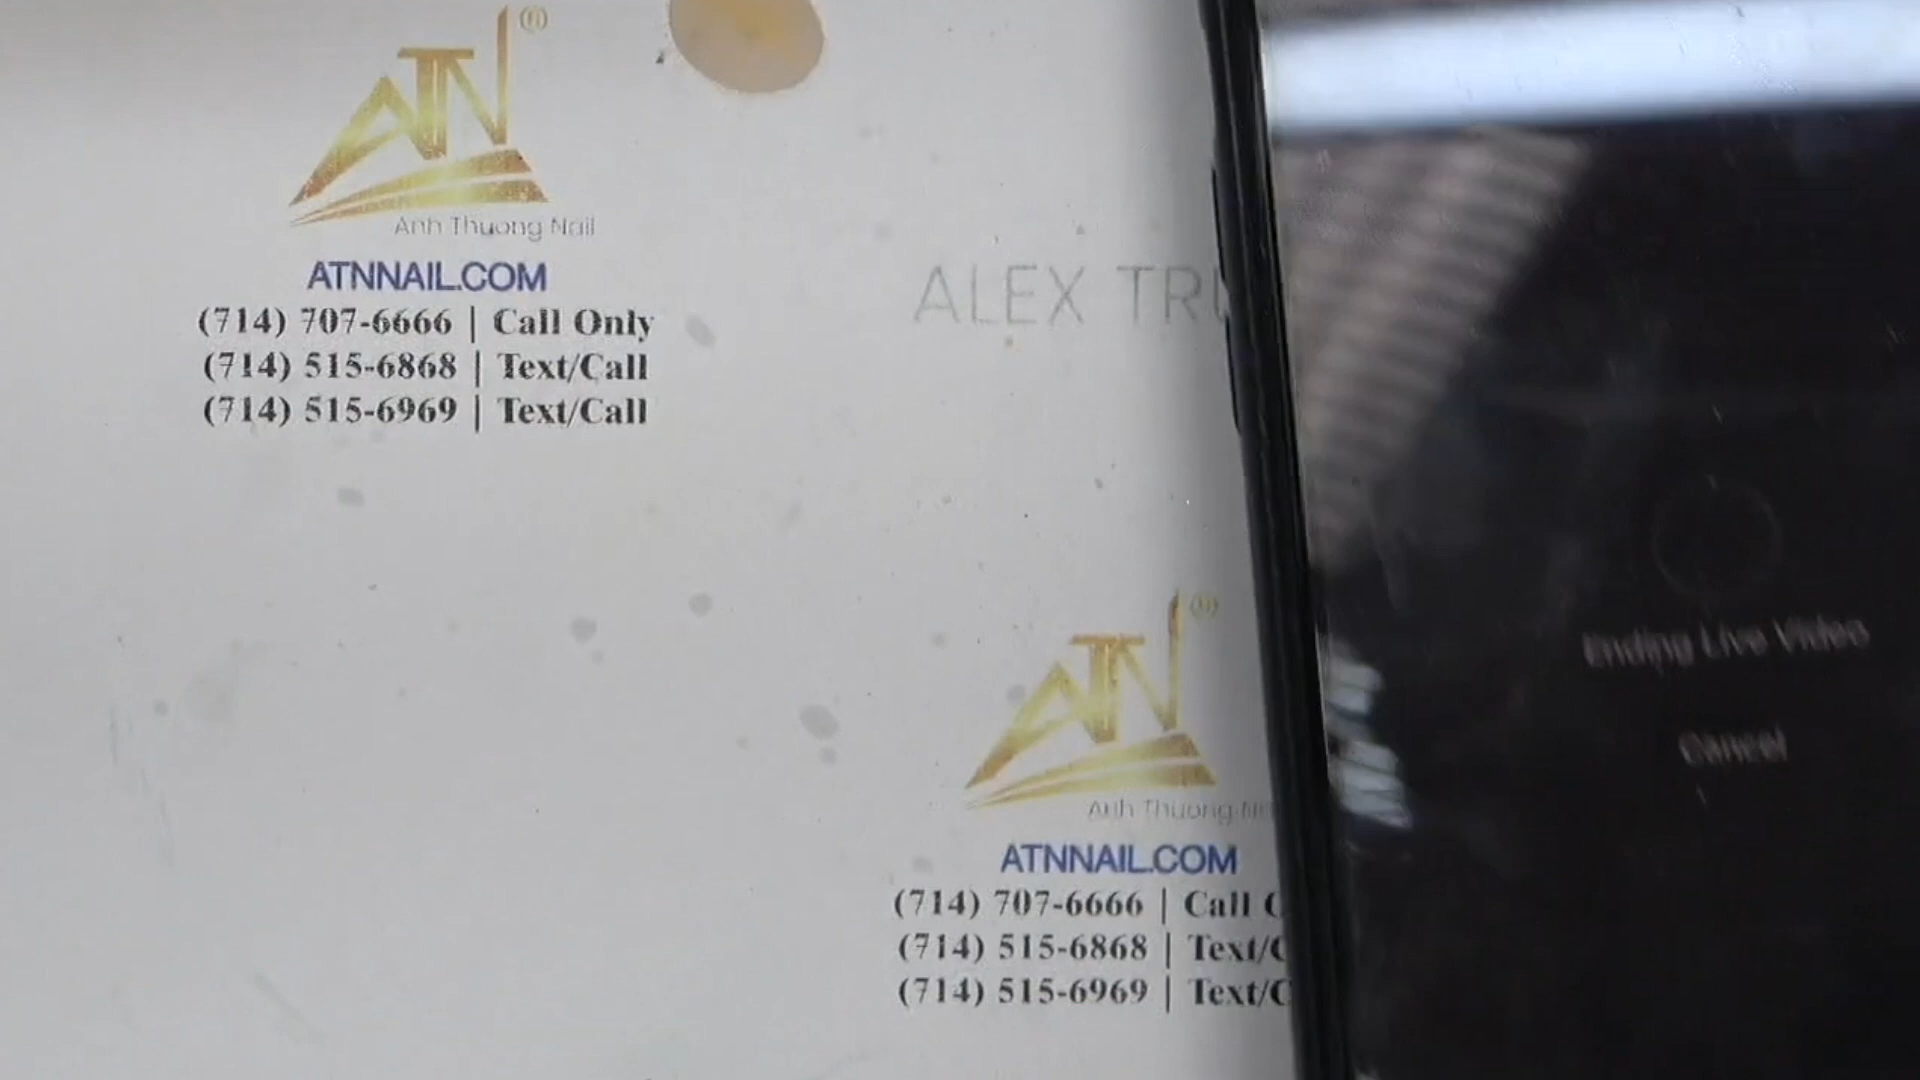 ATN®
Anh Thuong Nail
ATNNAIL.COM
(714) 707-6666 | Call Only
(714) 515-6868 | Text/Call
(714) 515-6969 | Text/Call
ALEX
ATN®
Anh Thuong
ATNNAIL.COM
(714) 707-6666 | Call
(714) 515-6868 | Text/
(714) 515-6969 | Text/
Ending Live Video
Cancel